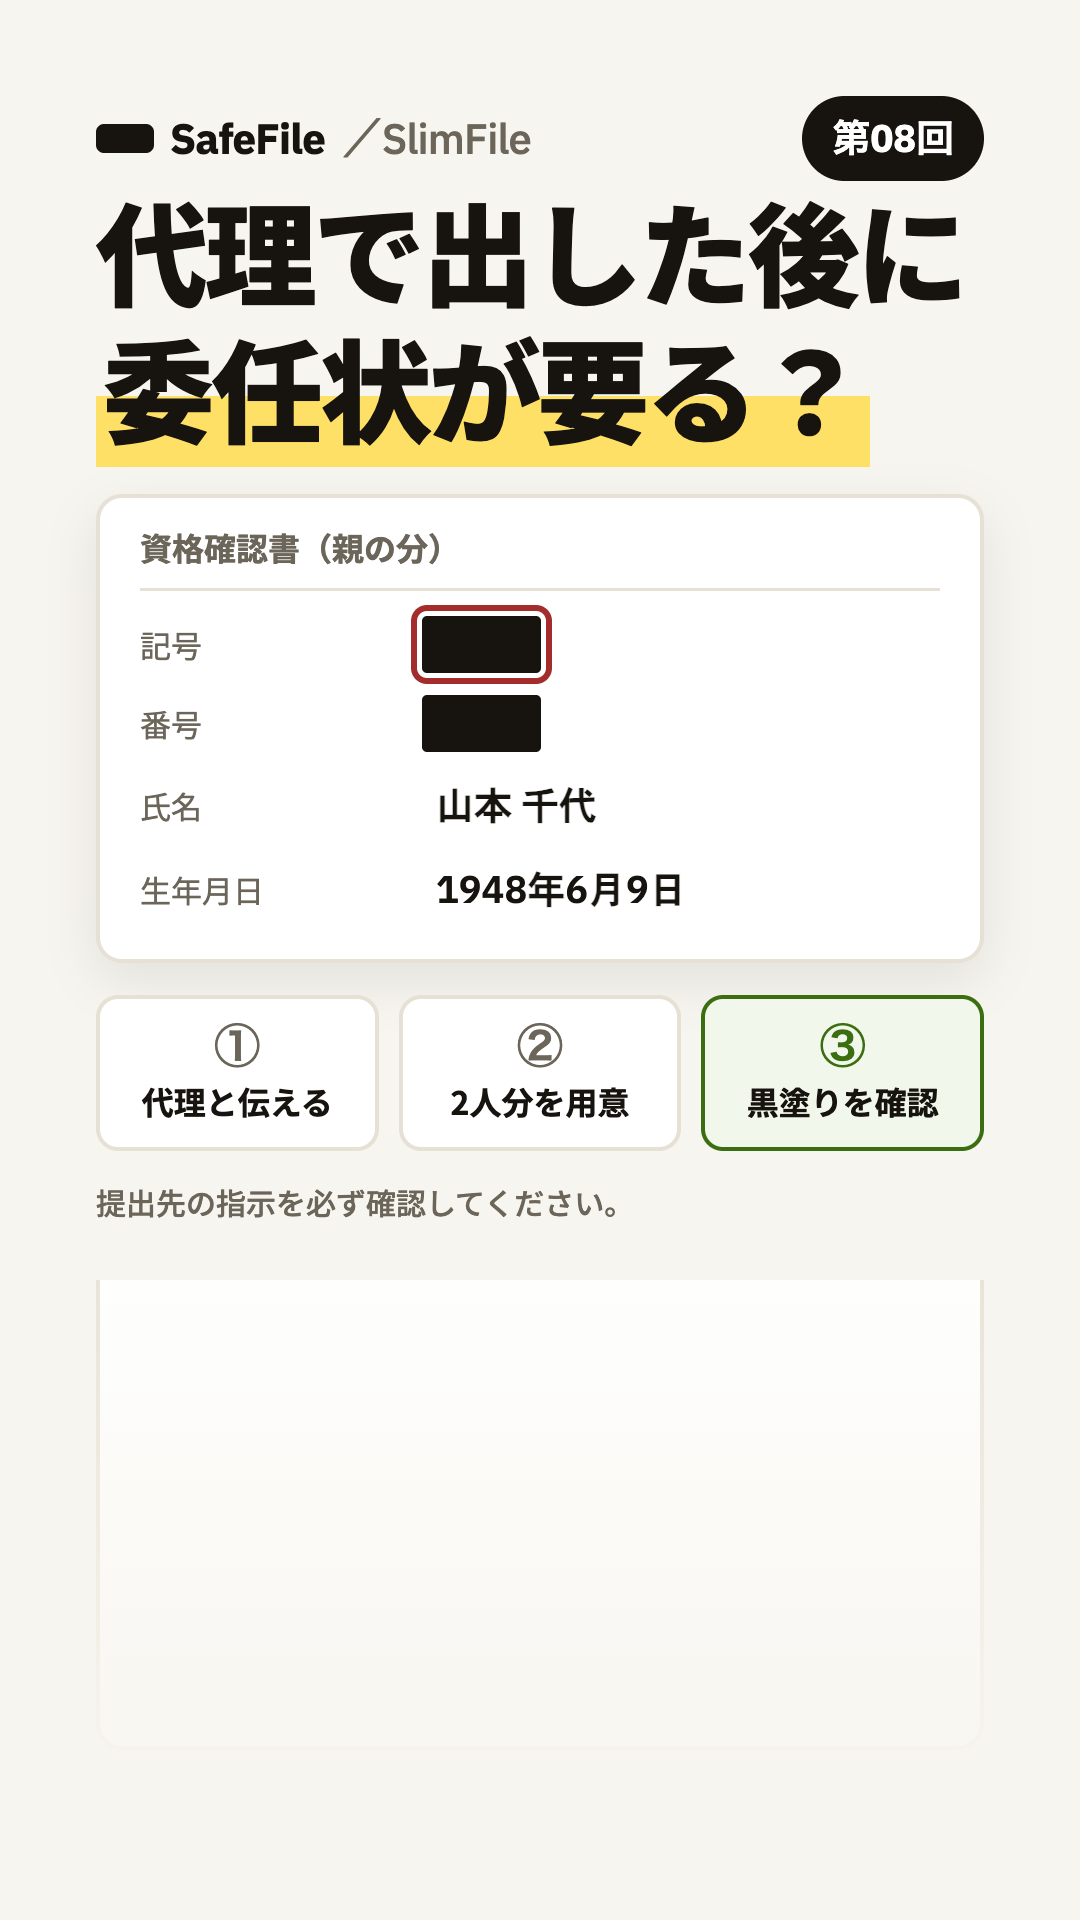 SafeFile ／SlimFile
第08回
代理で出した後に
委任状が要る？
資格確認書（親の分）
記号
番号
氏名 山本 千代
生年月日 1948年6月9日
① ② ③
代理と伝える 2人分を用意 黒塗りを確認
提出先の指示を必ず確認してください。